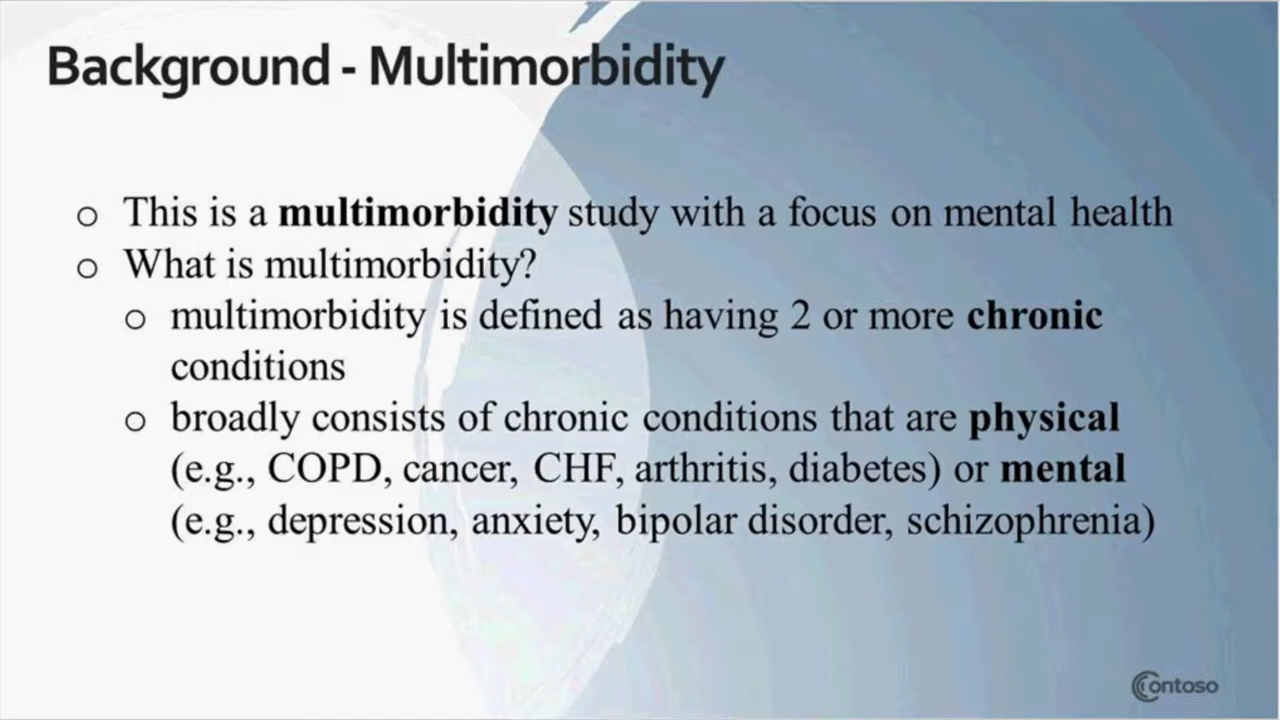 Background - Multimorbidity
o This is a multimorbidity study with a focus on mental health
o What is multimorbidity?
o multimorbidity is defined as having 2 or more chronic
conditions
o broadly consists of chronic conditions that are physical
(e.g., COPD, cancer, CHF, arthritis, diabetes) or mental
(e.g., depression, anxiety, bipolar disorder, schizophrenia)
Contoso